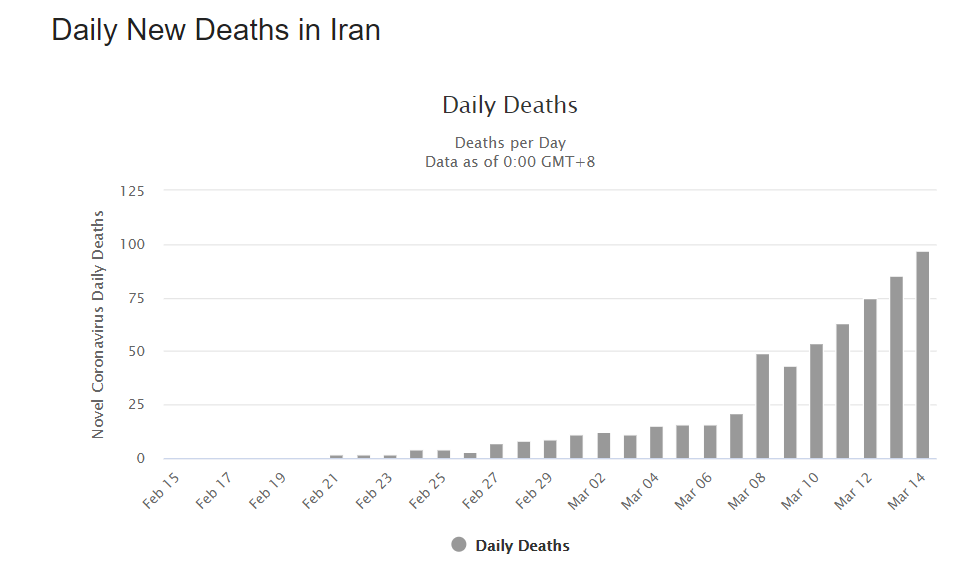 Daily New Deaths in Iran
Daily Deaths
Deaths per Day
Data as of 0:00 GMT+8
Novel Coronavirus Daily Deaths
125
100
75
50
25
0
Feb 15
Feb 17
Feb 19
Feb 21
Feb 23
Feb 25
Feb 27
Feb 29
Mar 02
Mar 04
Mar 06
Mar 08
Mar 10
Mar 12
Mar 14
Daily Deaths